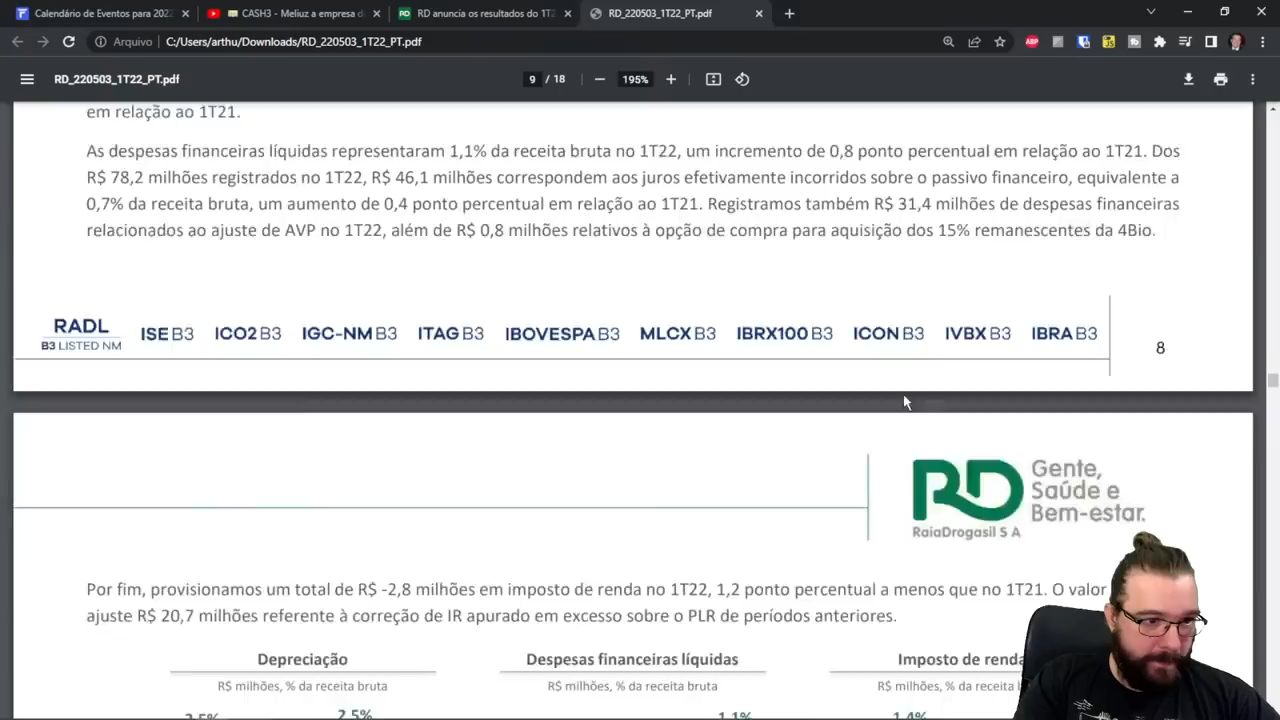 Calendário de Eventos para 2022
CASH3 - Meliuz a empresa d
RD anuncia os resultados do 1T2
RD_220503_1T22_PT.pdf
Arquivo
C:/Users/arthu/Downloads/RD_220503_1T22_PT.pdf
RD_220503_1T22_PT.pdf
9 / 18
195%
em relação ao 1T21.
As despesas financeiras líquidas representaram 1,1% da receita bruta no 1T22, um incremento de 0,8 ponto percentual em relação ao 1T21. Dos
R$ 78,2 milhões registrados no 1T22, R$ 46,1 milhões correspondem aos juros efetivamente incorridos sobre o passivo financeiro, equivalente a
0,7% da receita bruta, um aumento de 0,4 ponto percentual em relação ao 1T21. Registramos também R$ 31,4 milhões de despesas financeiras
relacionados ao ajuste de AVP no 1T22, além de R$ 0,8 milhões relativos à opção de compra para aquisição dos 15% remanescentes da 4Bio.
RADL
B3 LISTED NM
ISE B3
ICO2 B3
IGC-NM B3
ITAG B3
IBOVESPA B3
MLCX B3
IBRX100 B3
ICON B3
IVBX B3
IBRA B3
8
RD
Gente,
Saúde e
Bem-estar.
RaiaDrogasil S A
Por fim, provisionamos um total de R$ -2,8 milhões em imposto de renda no 1T22, 1,2 ponto percentual a menos que no 1T21. O valor
ajuste R$ 20,7 milhões referente à correção de IR apurado em excesso sobre o PLR de períodos anteriores.
Depreciação
Despesas financeiras líquidas
Imposto de renda
R$ milhões, % da receita bruta
R$ milhões, % da receita bruta
R$ milhões, % da receita bruta
2,5%
2,5%
1,1%
1,4%